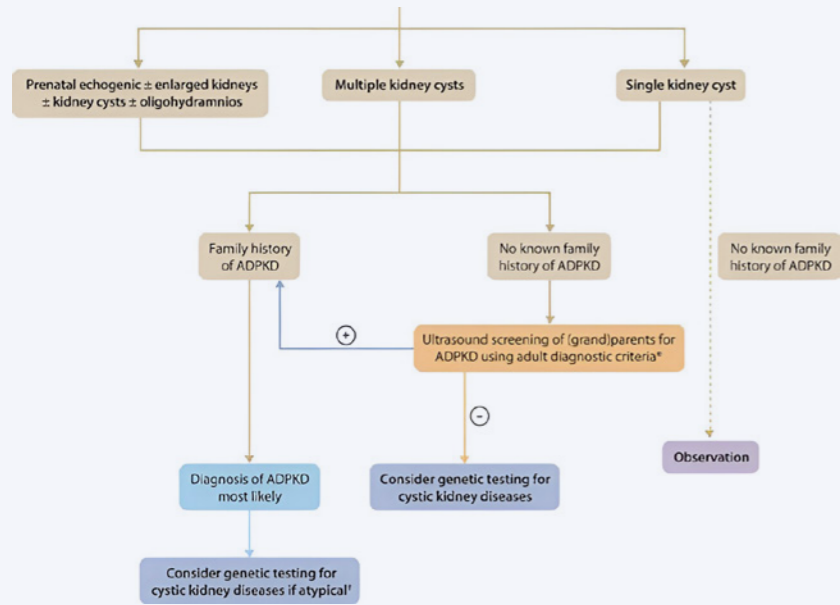 Prenatal echogenic ± enlarged kidneys
± kidney cysts ± oligohydramnios
Multiple kidney cysts
Single kidney cyst
Family history
of ADPKD
No known family
history of ADPKD
No known family
history of ADPKD
+
Ultrasound screening of (grand)parents for
ADPKD using adult diagnostic criteria*
−
Observation
Diagnosis of ADPKD
most likely
Consider genetic testing for
cystic kidney diseases
Consider genetic testing for
cystic kidney diseases if atypical†